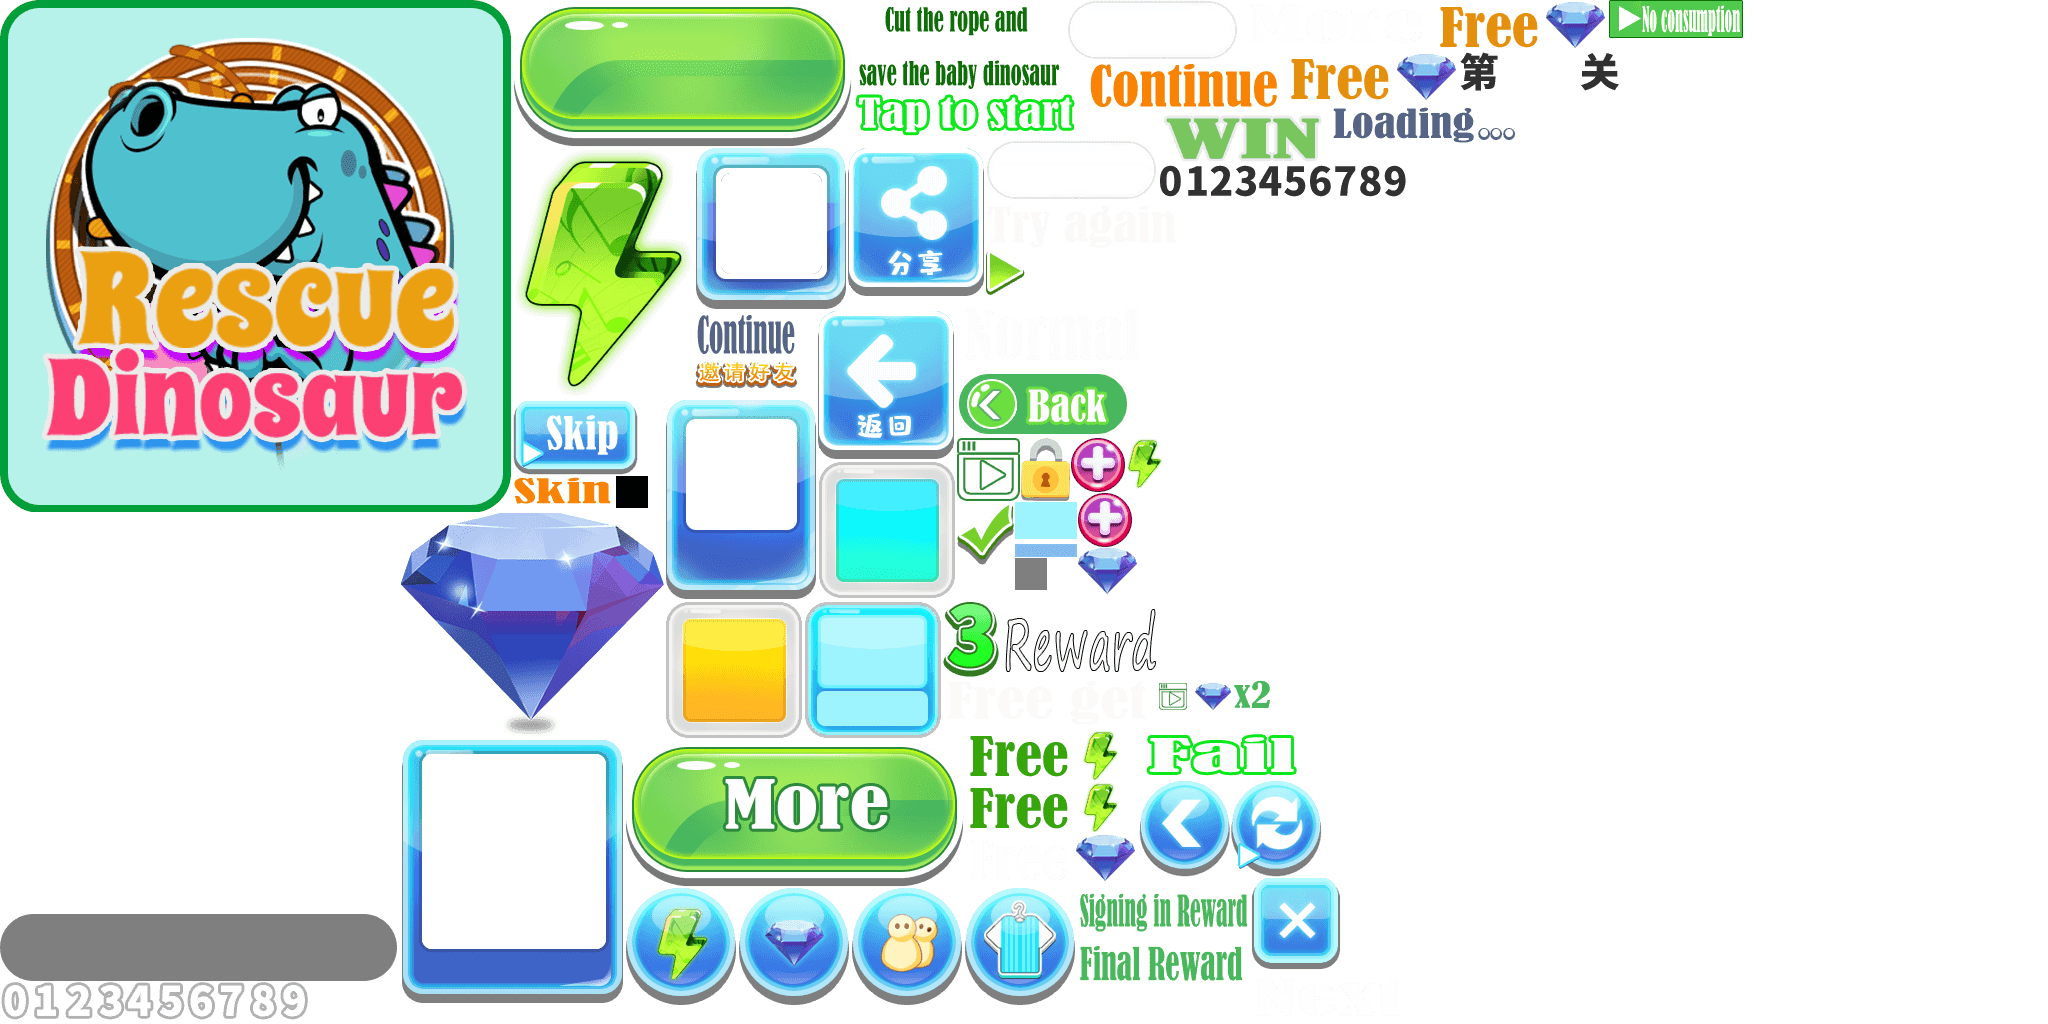 Rescue
Dinosaur
Cut the rope and
save the baby dinosaur
Tap to start
Free
No consumption
Continue
Free
第
关
WIN
Loading...
0123456789
分享
Try again
Continue
邀请好友
返回
Normal
Skip
Back
Skin
3
Reward
Free get
x2
More
Free
Fail
Free
Free
Signing in Reward
Final Reward
0123456789